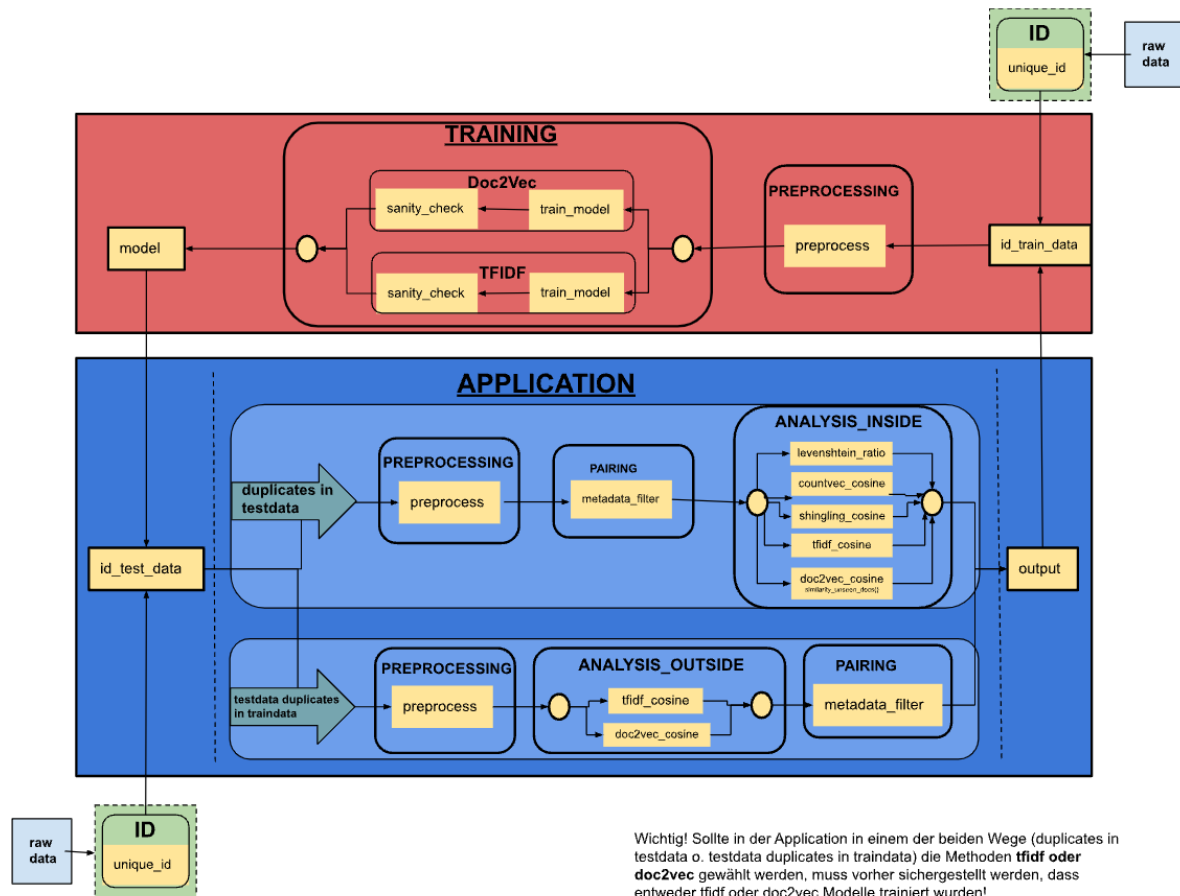 ID
unique_id
raw
data
TRAINING
Doc2Vec
sanity_check
train_model
PREPROCESSING
preprocess
model
id_train_data
TFIDF
sanity_check
train_model
APPLICATION
ANALYSIS_INSIDE
PREPROCESSING
PAIRING
levenshtein_ratio
duplicates in
testdata
preprocess
metadata_filter
countvec_cosine
shingling_cosine
tfidf_cosine
id_test_data
doc2vec_cosine
similarity_unseen_docs()
output
PREPROCESSING
ANALYSIS_OUTSIDE
PAIRING
testdata duplicates
in traindata
preprocess
tfidf_cosine
doc2vec_cosine
metadata_filter
raw
data
ID
unique_id
Wichtig! Sollte in der Application in einem der beiden Wege (duplicates in
testdata o. testdata duplicates in traindata) die Methoden tfidf oder
doc2vec gewählt werden, muss vorher sichergestellt werden, dass
entweder tfidf oder doc2vec Modelle trainiert wurden!